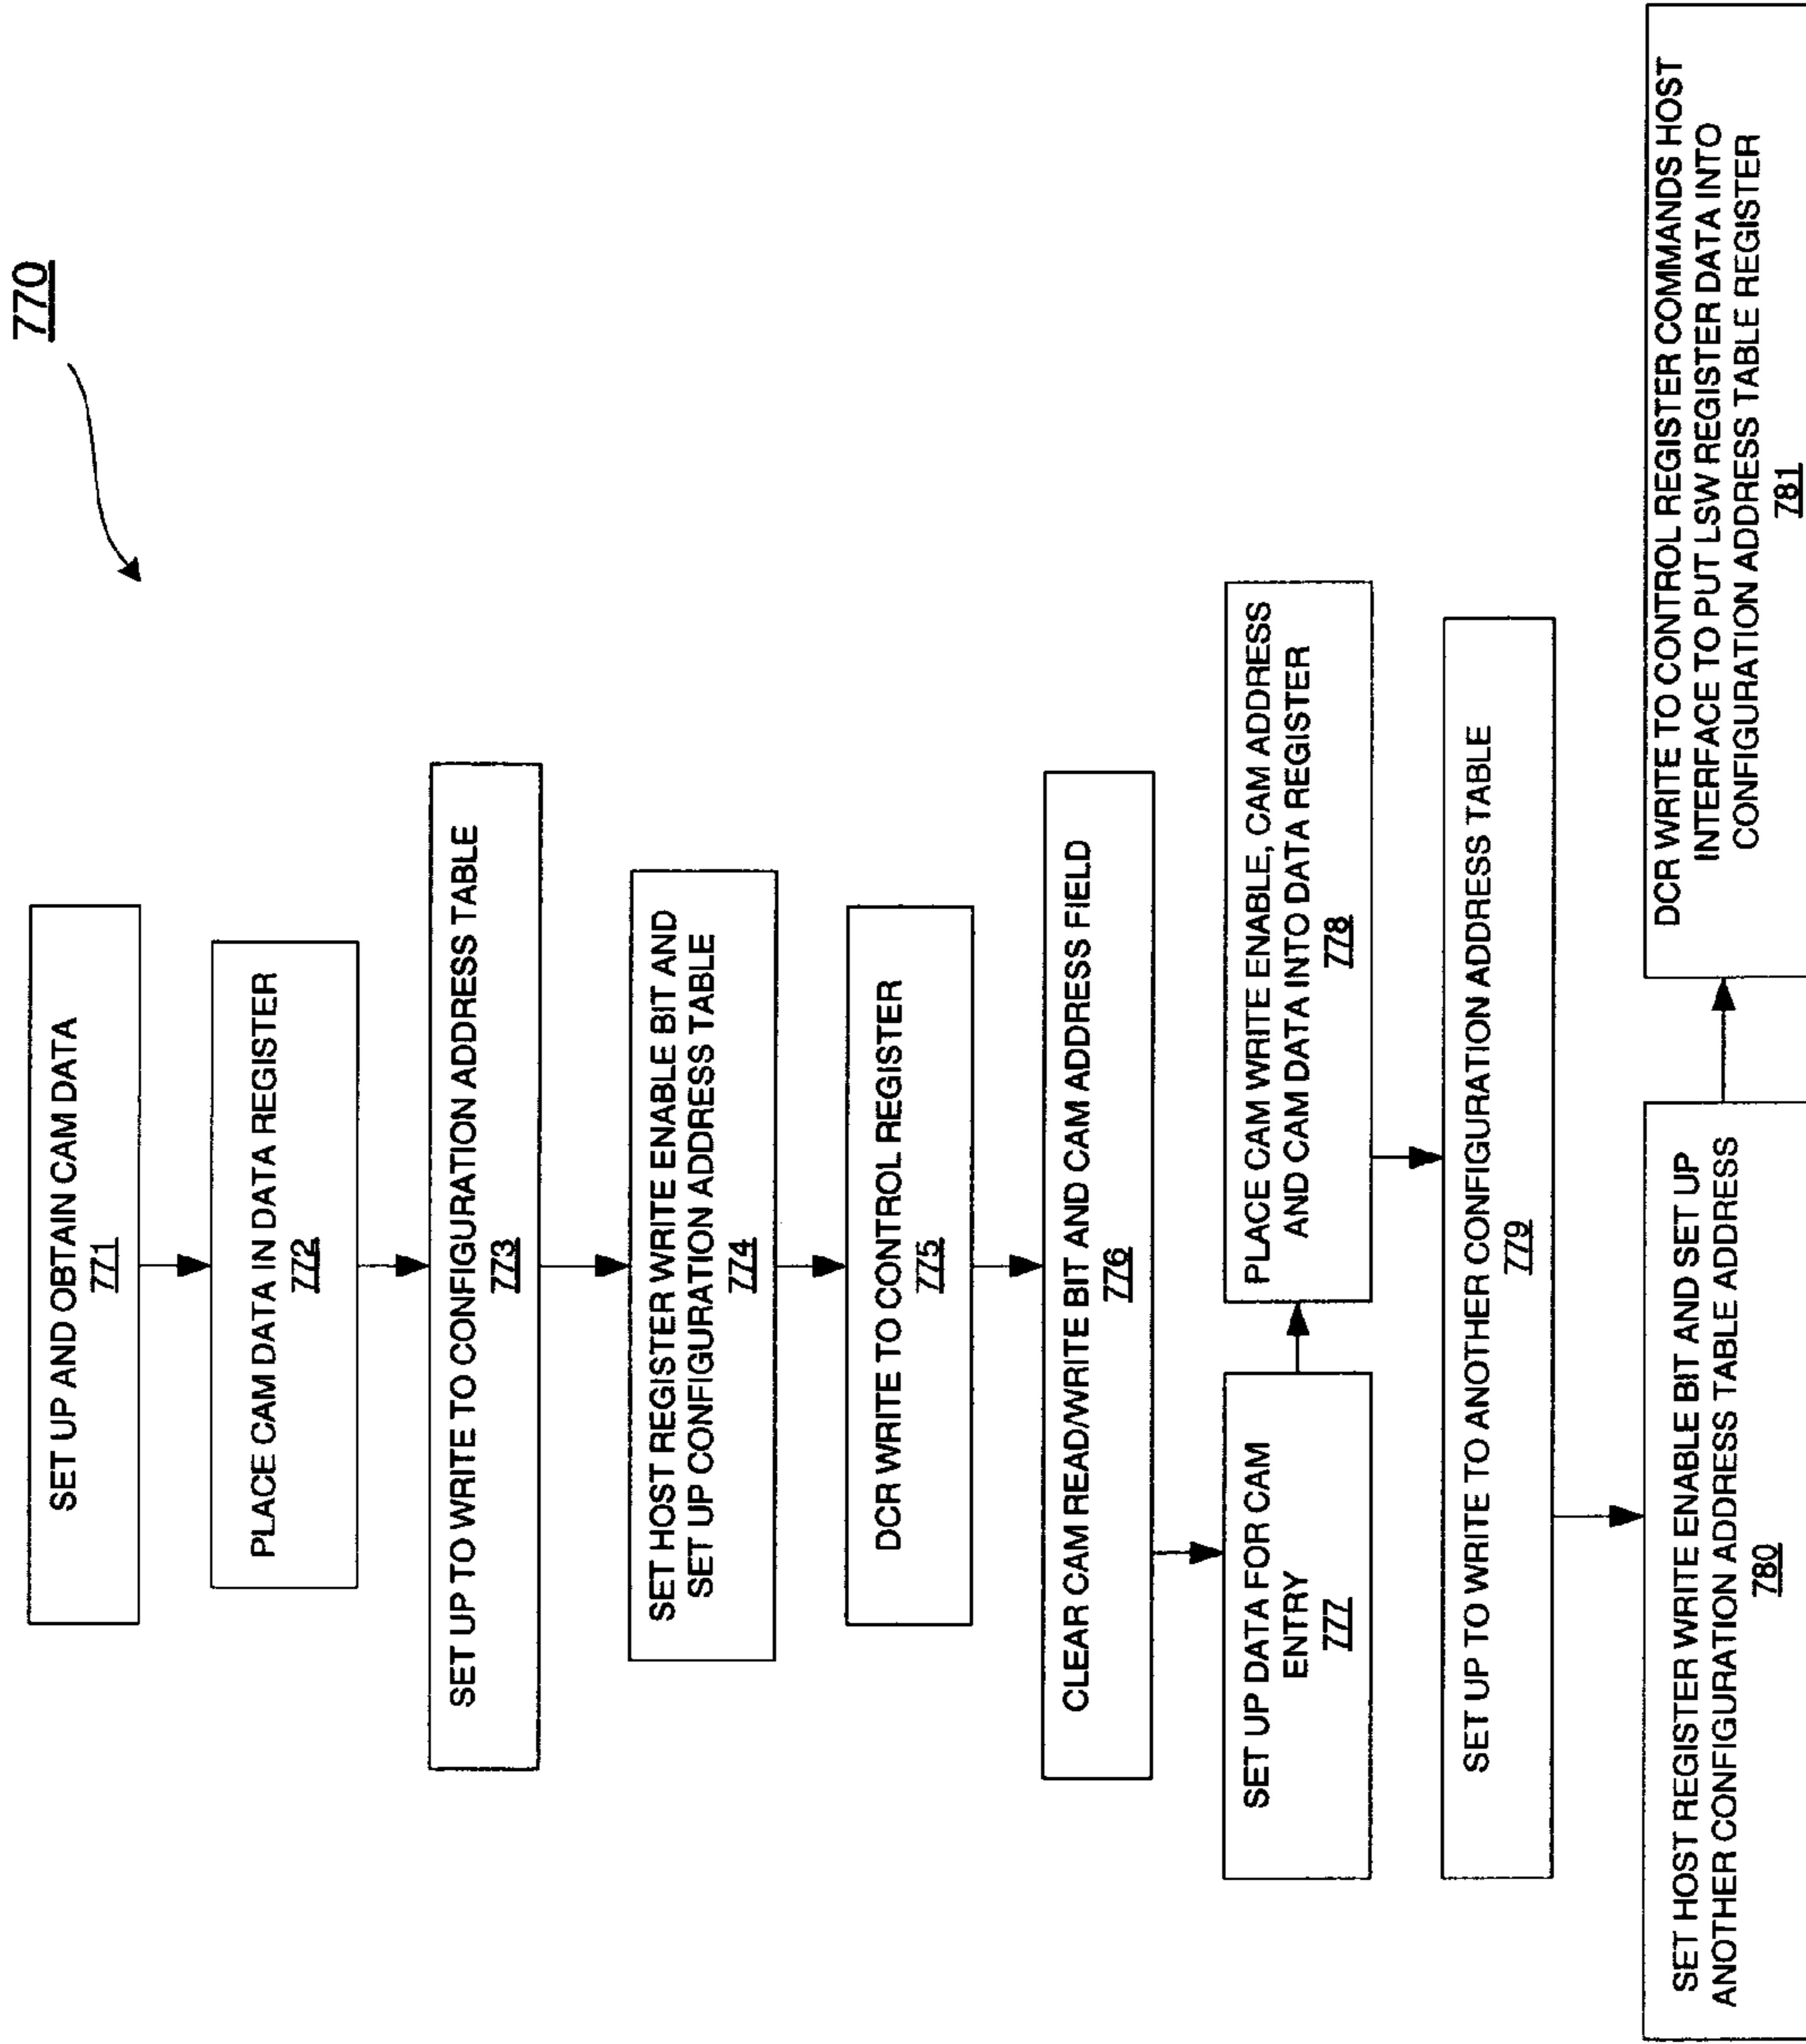 770
SET UP AND OBTAIN CAM DATA
771
PLACE CAM DATA IN DATA REGISTER
772
SET UP TO WRITE TO CONFIGURATION ADDRESS TABLE
773
SET HOST REGISTER WRITE ENABLE BIT AND
SET UP CONFIGURATION ADDRESS TABLE
774
DCR WRITE TO CONTROL REGISTER
775
CLEAR CAM READ/WRITE BIT AND CAM ADDRESS FIELD
776
SET UP DATA FOR CAM
ENTRY
777
PLACE CAM WRITE ENABLE, CAM ADDRESS
AND CAM DATA INTO DATA REGISTER
778
SET UP TO WRITE TO ANOTHER CONFIGURATION ADDRESS TABLE
779
SET HOST REGISTER WRITE ENABLE BIT AND SET UP
ANOTHER CONFIGURATION ADDRESS TABLE ADDRESS
780
DCR WRITE TO CONTROL REGISTER COMMANDS HOST
INTERFACE TO PUT LSW REGISTER DATA INTO
CONFIGURATION ADDRESS TABLE REGISTER
781